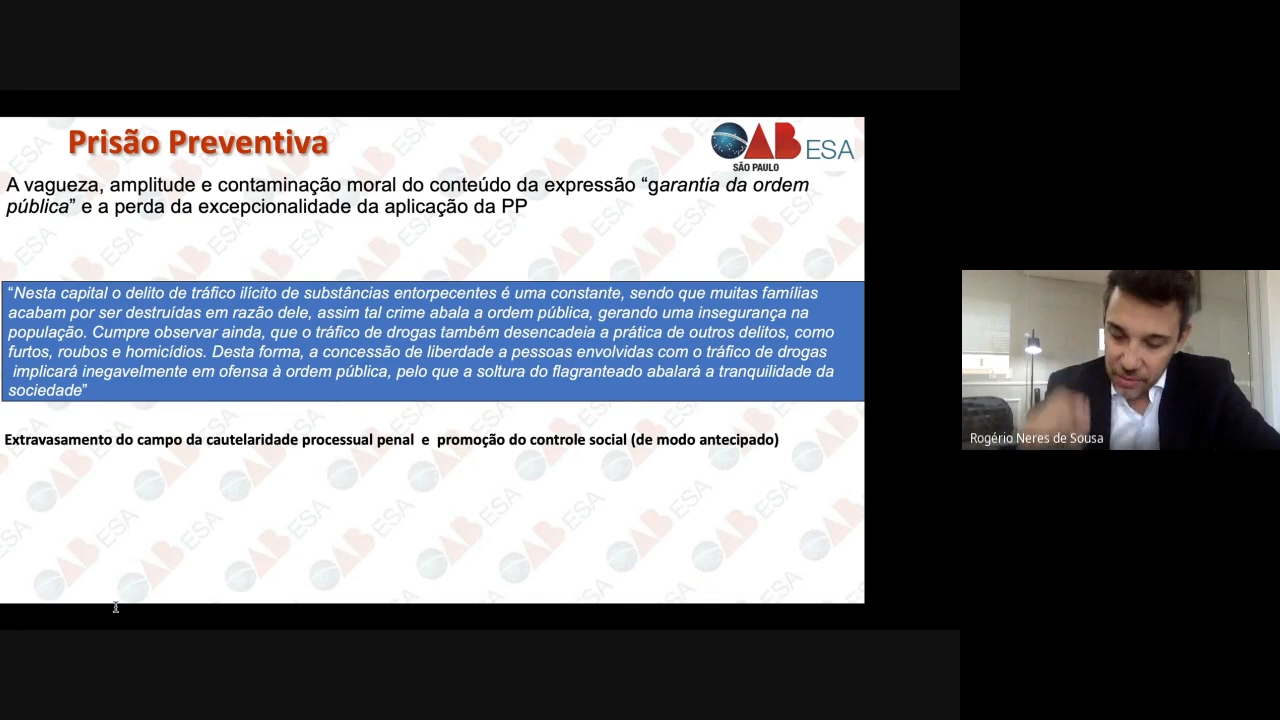 Prisão Preventiva
OAB ESA
SÃO PAULO
A vagueza, amplitude e contaminação moral do conteúdo da expressão “garantia da ordem
pública” e a perda da excepcionalidade da aplicação da PP
“Nesta capital o delito de tráfico ilícito de substâncias entorpecentes é uma constante, sendo que muitas famílias
acabam por ser destruídas em razão dele, assim tal crime abala a ordem pública, gerando uma insegurança na
população. Cumpre observar ainda, que o tráfico de drogas também desencadeia a prática de outros delitos, como
furtos, roubos e homicídios. Desta forma, a concessão de liberdade a pessoas envolvidas com o tráfico de drogas
implicará inegavelmente em ofensa à ordem pública, pelo que a soltura do flagranteado abalará a tranquilidade da
sociedade”
Extravasamento do campo da cautelaridade processual penal e promoção do controle social (de modo antecipado)
Rogério Neres de Sousa